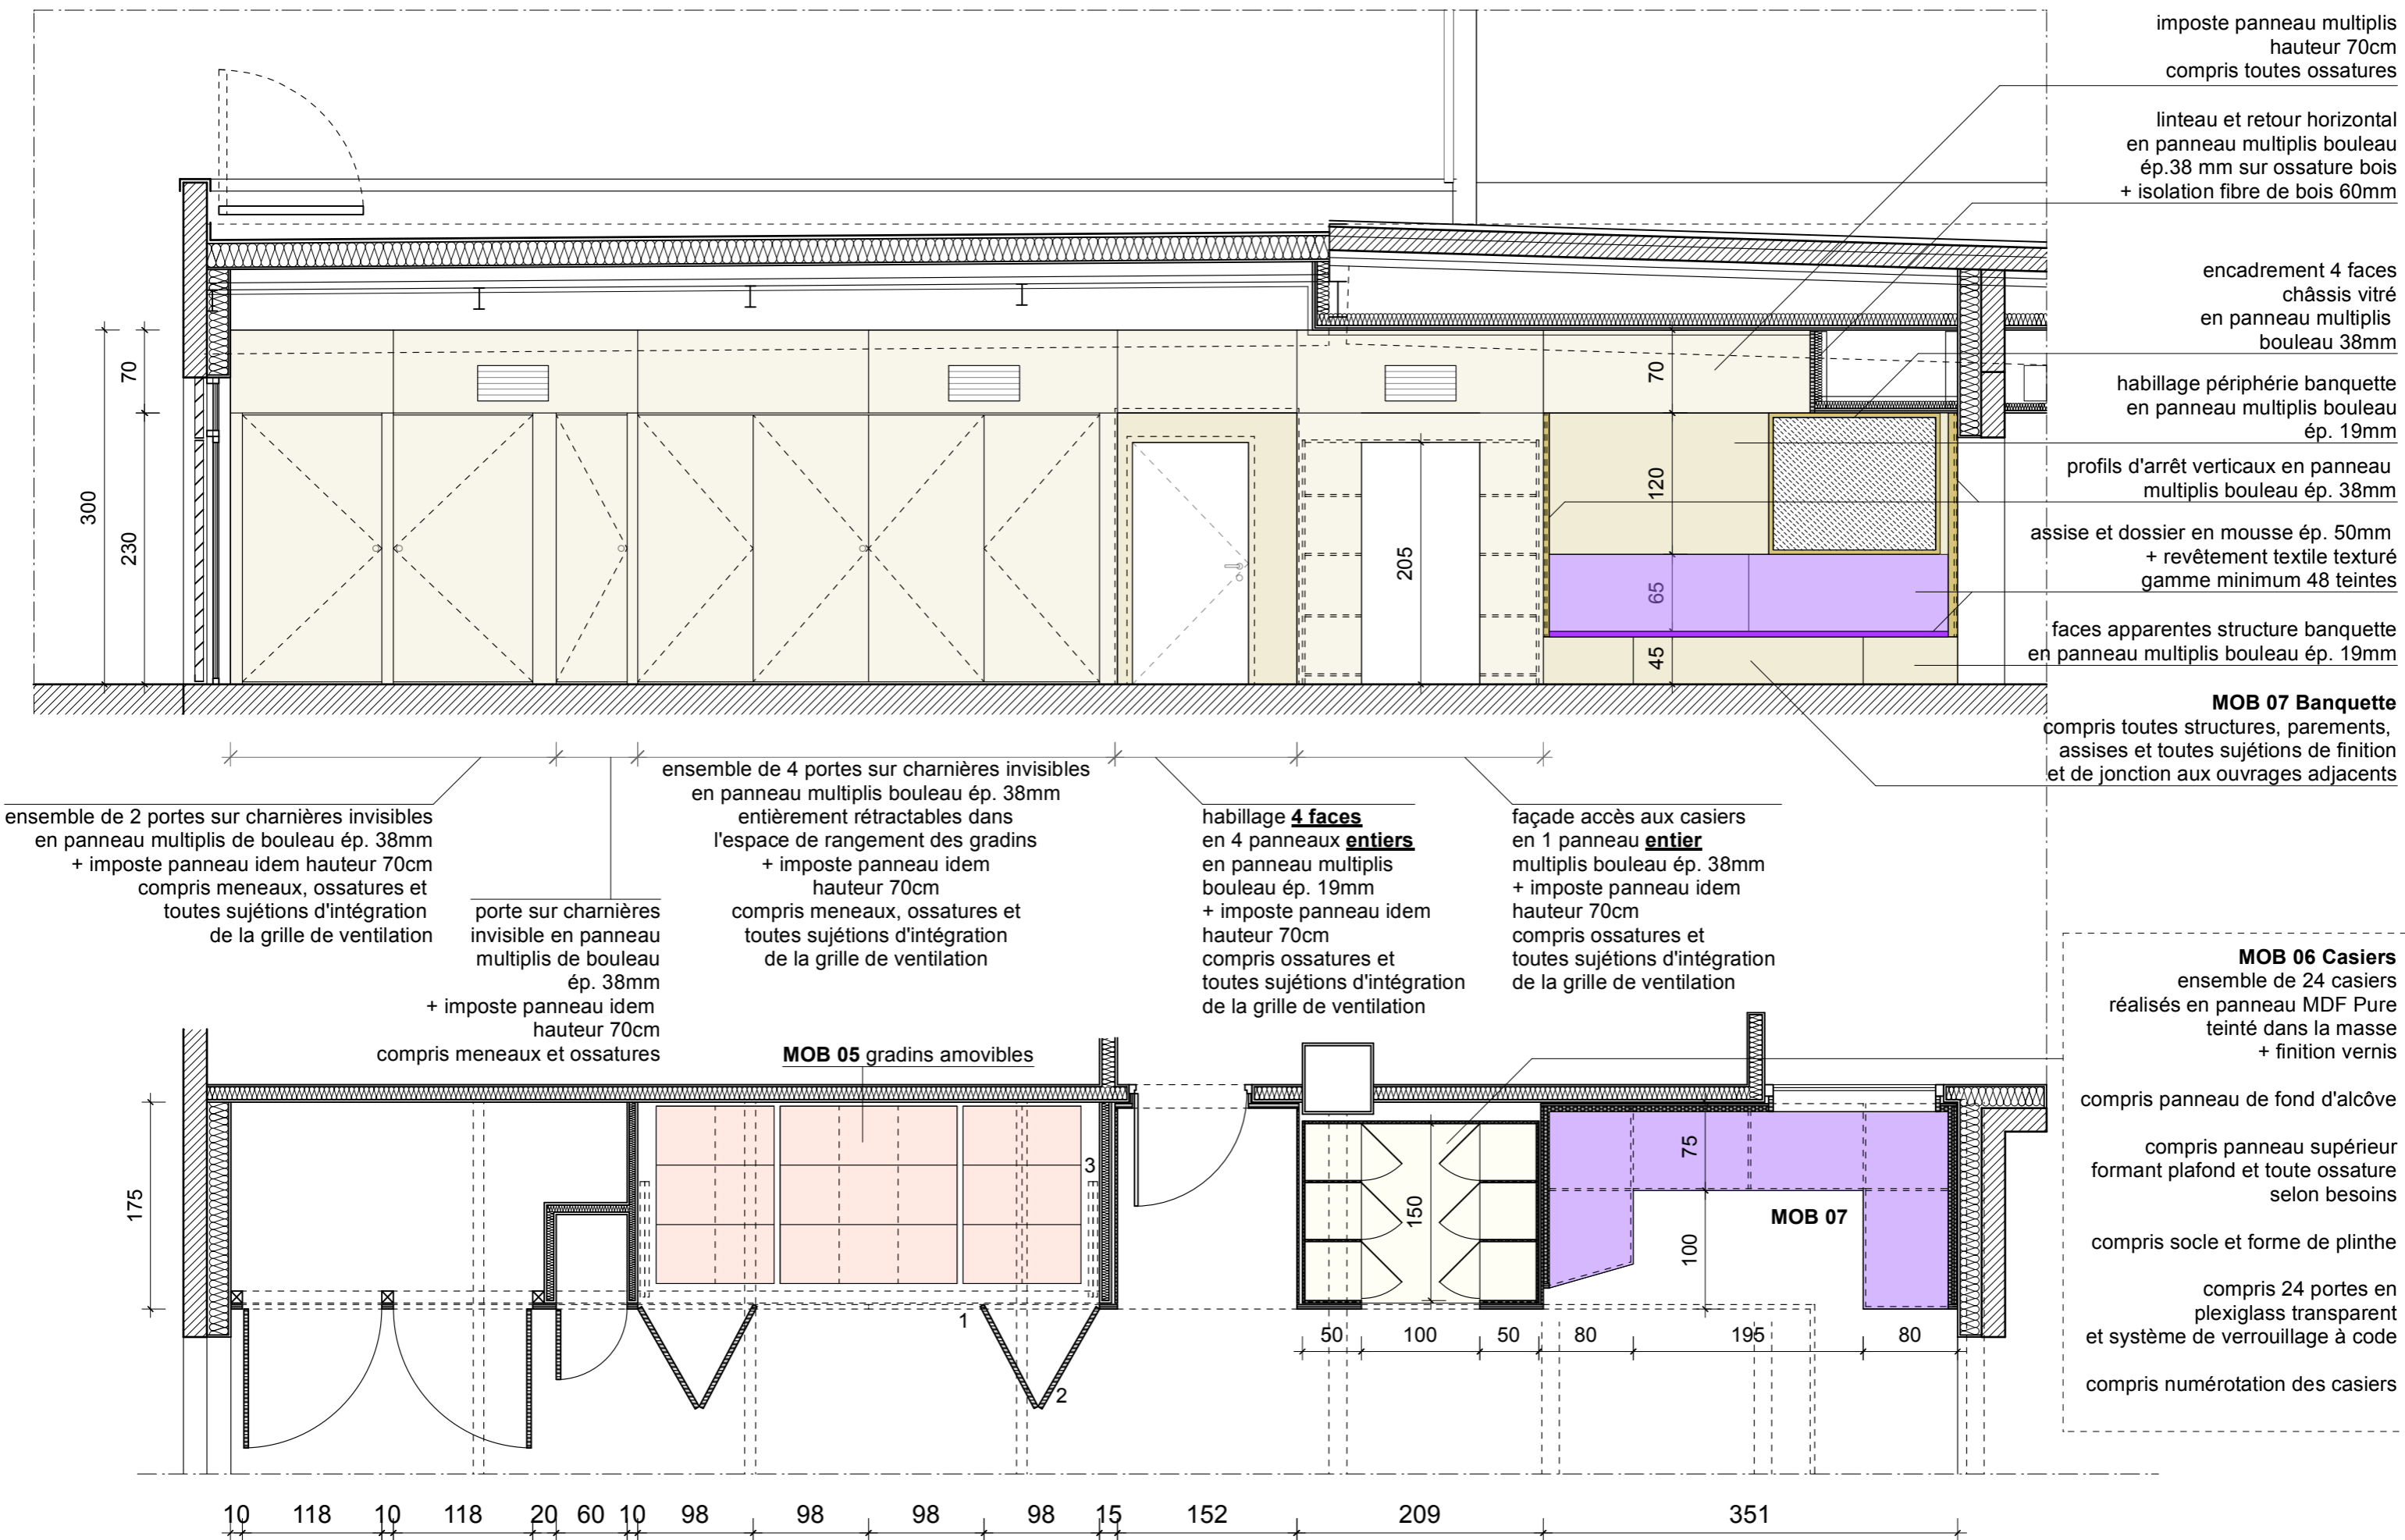 imposte panneau multiplis
hauteur 70cm
compris toutes ossatures
linteau et retour horizontal
en panneau multiplis bouleau
ép.38 mm sur ossature bois
+ isolation fibre de bois 60mm
encadrement 4 faces
châssis vitré
en panneau multiplis
bouleau 38mm
habillage périphérie banquette
en panneau multiplis bouleau
ép. 19mm
profils d'arrêt verticaux en panneau
multiplis bouleau ép. 38mm
assise et dossier en mousse ép. 50mm
+ revêtement textile texturé
gamme minimum 48 teintes
faces apparentes structure banquette
en panneau multiplis bouleau ép. 19mm
MOB 07 Banquette
compris toutes structures, parements,
assises et toutes sujétions de finition
et de jonction aux ouvrages adjacents
70
300
230
205
70
120
65
45
ensemble de 2 portes sur charnières invisibles
en panneau multiplis de bouleau ép. 38mm
+ imposte panneau idem hauteur 70cm
compris meneaux, ossatures et
toutes sujétions d'intégration
de la grille de ventilation
porte sur charnières
invisible en panneau
multiplis de bouleau
ép. 38mm
+ imposte panneau idem
hauteur 70cm
compris meneaux et ossatures
ensemble de 4 portes sur charnières invisibles
en panneau multiplis bouleau ép. 38mm
entièrement rétractables dans
l'espace de rangement des gradins
+ imposte panneau idem
hauteur 70cm
compris meneaux, ossatures et
toutes sujétions d'intégration
de la grille de ventilation
habillage 4 faces
en 4 panneaux entiers
en panneau multiplis
bouleau ép. 19mm
+ imposte panneau idem
hauteur 70cm
compris ossatures et
toutes sujétions d'intégration
de la grille de ventilation
façade accès aux casiers
en 1 panneau entier
multiplis bouleau ép. 38mm
+ imposte panneau idem
hauteur 70cm
compris ossatures et
toutes sujétions d'intégration
de la grille de ventilation
MOB 06 Casiers
ensemble de 24 casiers
réalisés en panneau MDF Pure
teinté dans la masse
+ finition vernis
compris panneau de fond d'alcôve
compris panneau supérieur
formant plafond et toute ossature
selon besoins
compris socle et forme de plinthe
compris 24 portes en
plexiglass transparent
et système de verrouillage à code
compris numérotation des casiers
MOB 05 gradins amovibles
175
3
1
2
150
75
100
MOB 07
50 100 50 80 195 80
10 118 10 118 20 60 10 98 98 98 98 15 152 209 351